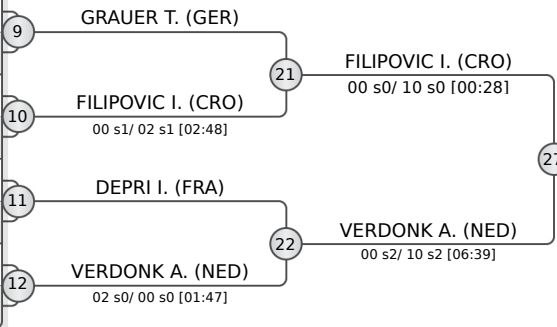 9
GRAUER T. (GER)
21
FILIPOVIC I. (CRO)
00 s0/ 10 s0 [00:28]
10
FILIPOVIC I. (CRO)
00 s1/ 02 s1 [02:48]
27
11
DEPRI I. (FRA)
22
VERDONK A. (NED)
00 s2/ 10 s2 [06:39]
12
VERDONK A. (NED)
02 s0/ 00 s0 [01:47]